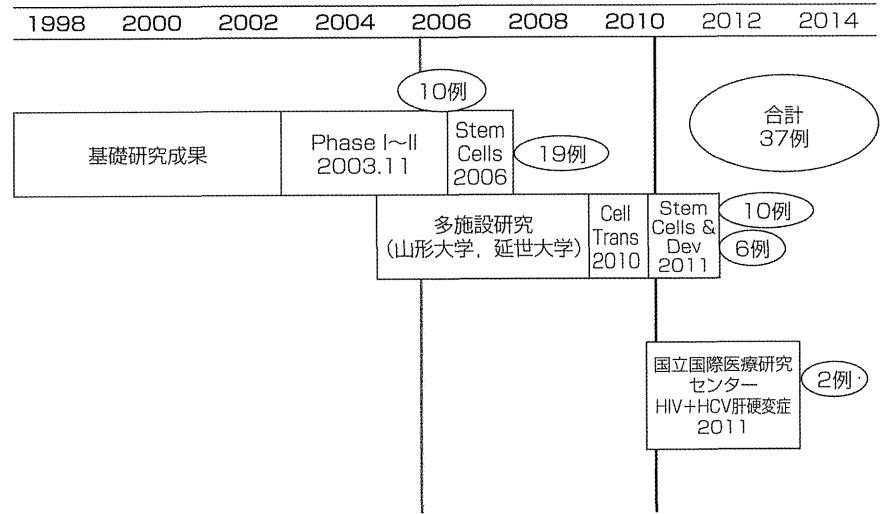 1998 2000 2002 2004 2006 2008 2010 2012 2014
10例
合計
37例
基礎研究成果
Phase I~II
2003.11
Stem
Cells
2006
19例
多施設研究
(山形大学, 延世大学)
Cell
Trans
2010
Stem
Cells &
Dev
2011
10例
6例
国立国際医療研究
センター
HIV+HCV肝硬変症
2011
2例